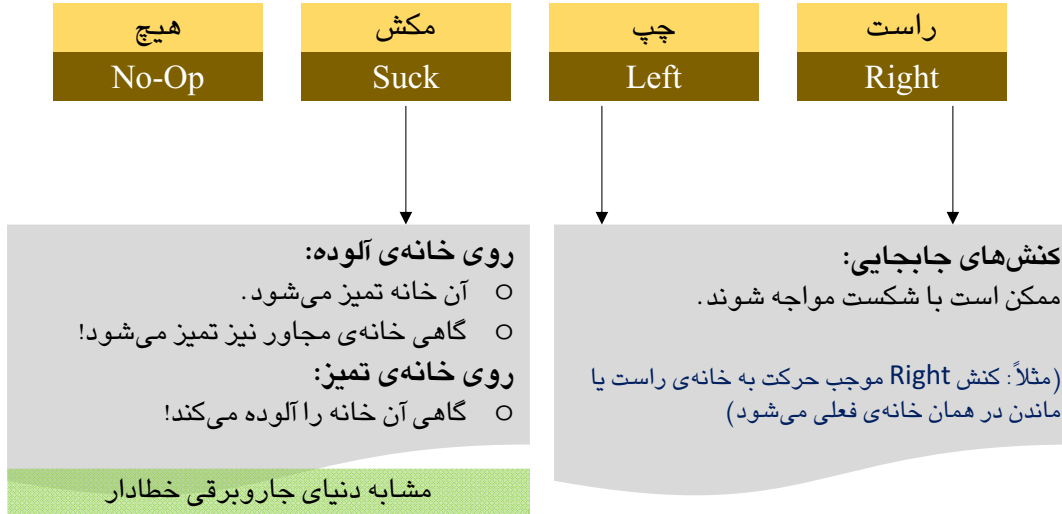 راست
Right
چپ
Left
مکش
Suck
هیچ
No-Op
کنش‌های جابجایی:
ممکن است با شکست مواجه شوند.
(مثلاً: کنش Right موجب حرکت به خانه‌ی راست یا
ماندن در همان خانه‌ی فعلی می‌شود)
روی خانه‌ی آلوده:
o آن خانه تمیز می‌شود.
o گاهی خانه‌ی مجاور نیز تمیز می‌شود!
روی خانه‌ی تمیز:
o گاهی آن خانه را آلوده می‌کند!
مشابه دنیای جاروبرقی خطادار